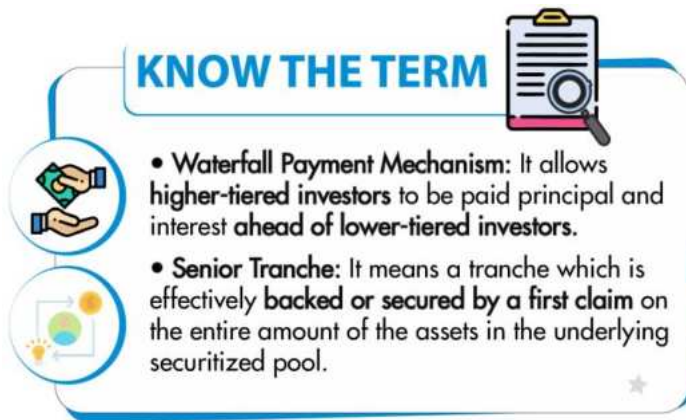 KNOW THE TERM
• Waterfall Payment Mechanism: It allows
higher-tiered investors to be paid principal and
interest ahead of lower-tiered investors.
• Senior Tranche: It means a tranche which is
effectively backed or secured by a first claim on
the entire amount of the assets in the underlying
securitized pool.